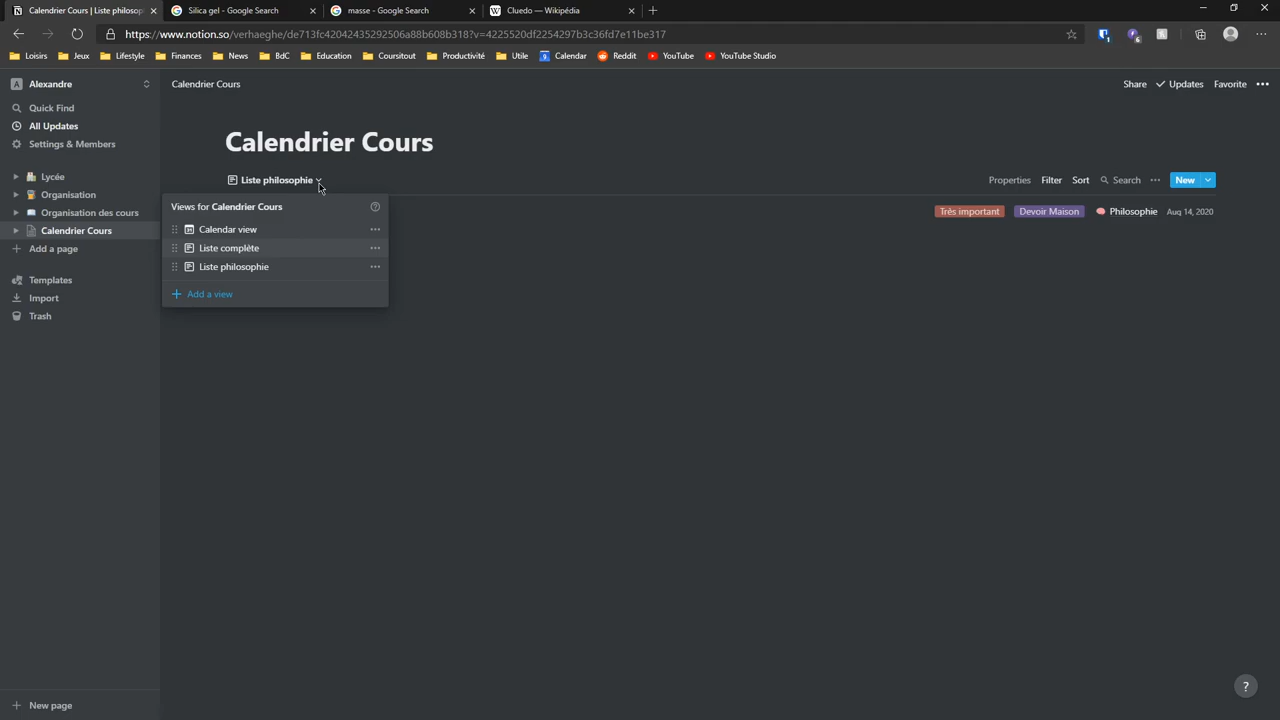 Calendrier Cours | Liste philosop
Silica gel - Google Search
masse - Google Search
Cluedo — Wikipédia
https://www.notion.so/verhaeghe/de713fc42042435292506a88b608b318?v=4225520df2254297b3c36fd7e11be317
Loisirs
Jeux
Lifestyle
Finances
News
BdC
Education
Coursitout
Productivité
Utile
Calendar
Reddit
YouTube
YouTube Studio
A Alexandre
Calendrier Cours
Share
Updates
Favorite
Quick Find
All Updates
Settings & Members
Lycée
Organisation
Organisation des cours
Calendrier Cours
Add a page
Templates
Import
Trash
New page
Calendrier Cours
Liste philosophie
Properties
Filter
Sort
Search
New
Views for Calendrier Cours
Calendar view
Liste complète
Liste philosophie
Add a view
Très important
Devoir Maison
Philosophie
Aug 14, 2020
?